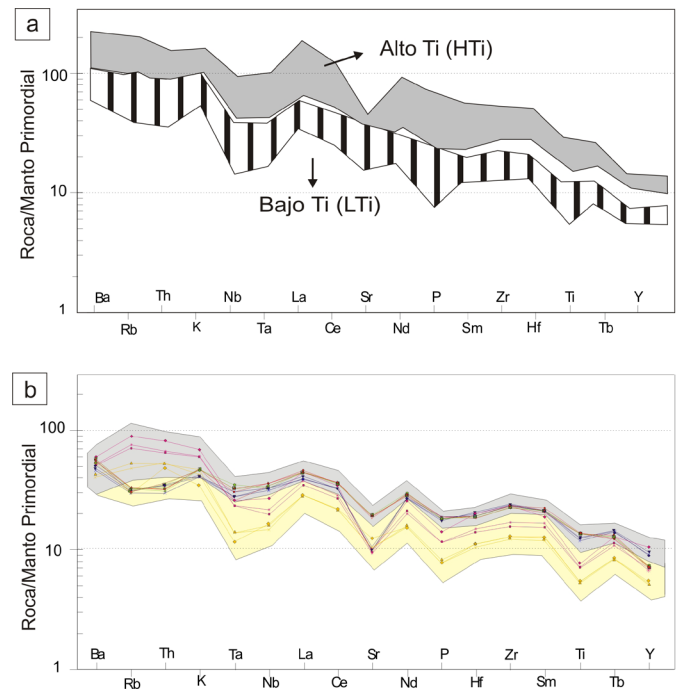 a
Alto Ti (HTi)
100
Roca/Manto Primordial
10
Bajo Ti (LTi)
Ba Th Nb La Sr P Zr Ti Y
1
Rb K Ta Ce Nd Sm Hf Tb
b
100
Roca/Manto Primordial
10
Ba Th Ta La Sr P Zr Ti Y
1
Rb K Nb Ce Nd Hf Sm Tb